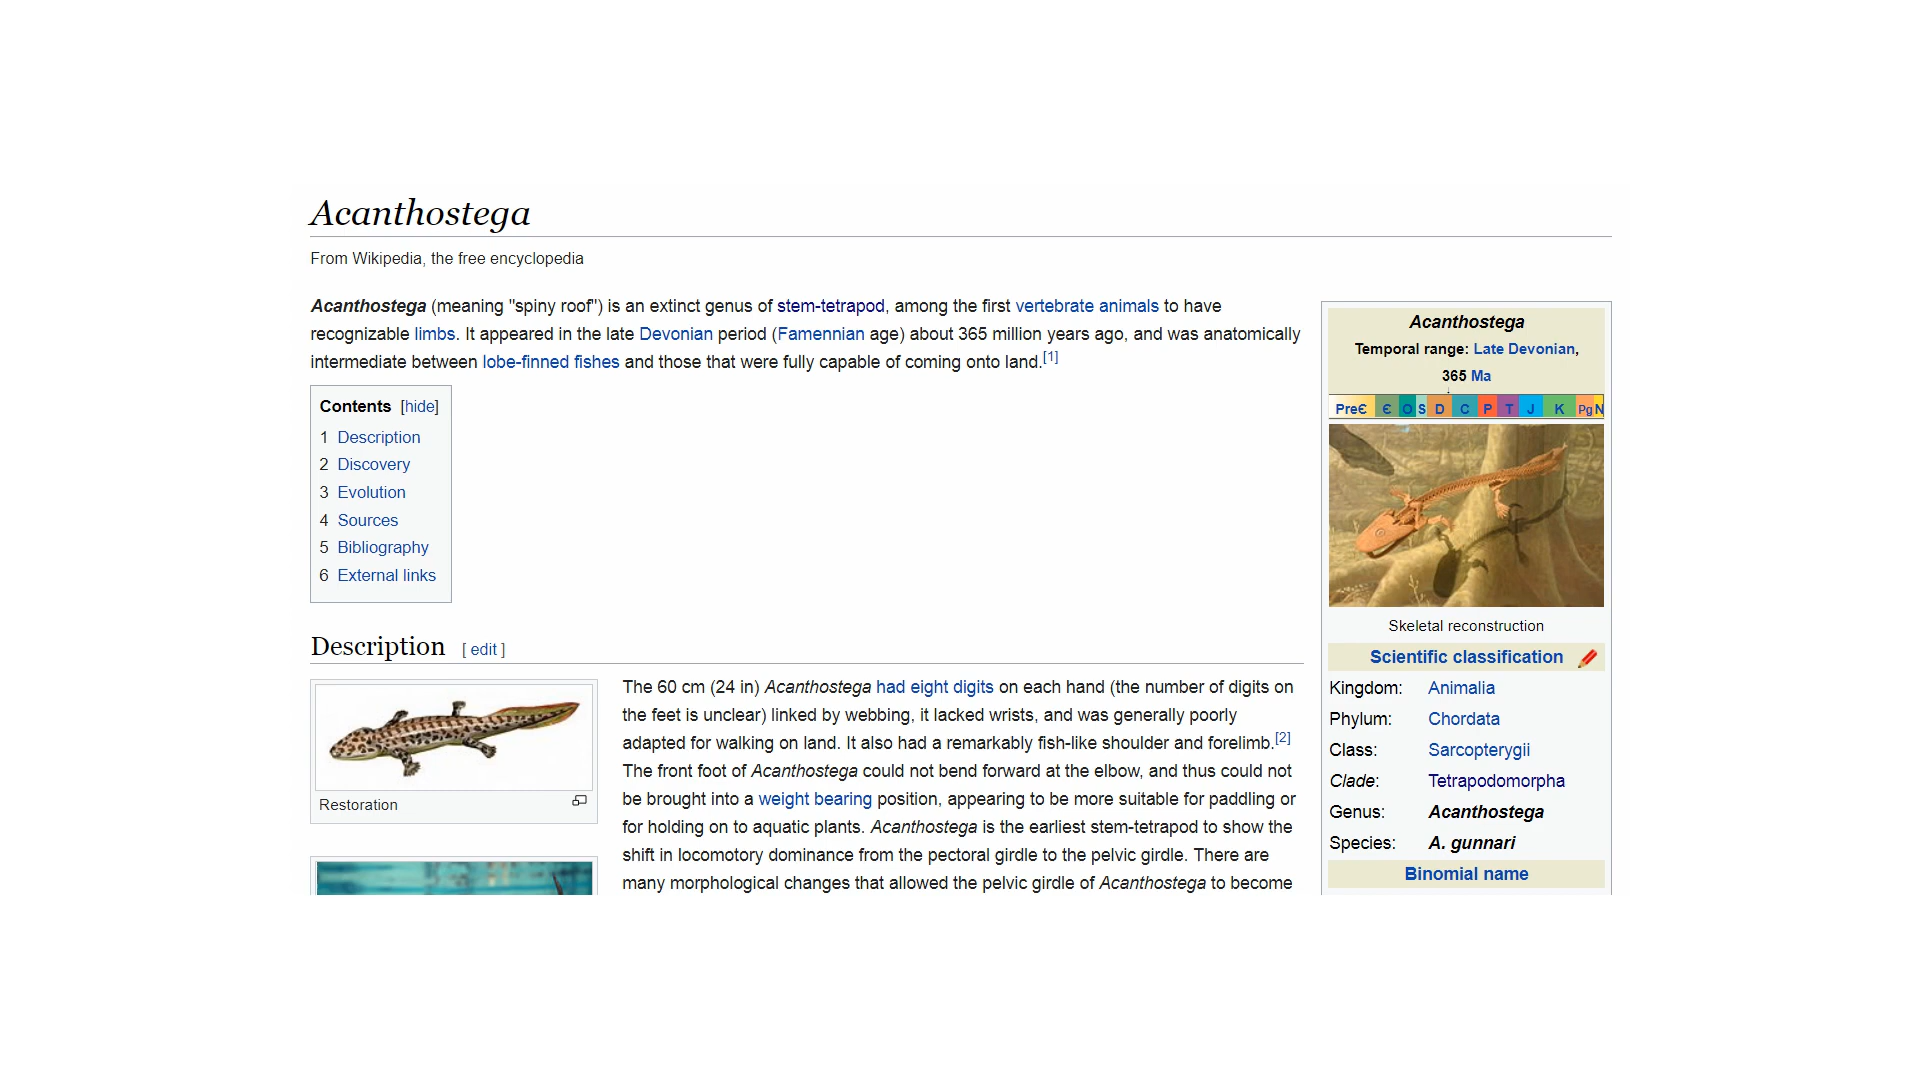 Acanthostega
From Wikipedia, the free encyclopedia
Acanthostega (meaning "spiny roof") is an extinct genus of stem-tetrapod, among the first vertebrate animals to have
recognizable limbs. It appeared in the late Devonian period (Famennian age) about 365 million years ago, and was anatomically
intermediate between lobe-finned fishes and those that were fully capable of coming onto land.[1]
Contents [hide]
1 Description
2 Discovery
3 Evolution
4 Sources
5 Bibliography
6 External links
Description [ edit ]
Restoration
The 60 cm (24 in) Acanthostega had eight digits on each hand (the number of digits on
the feet is unclear) linked by webbing, it lacked wrists, and was generally poorly
adapted for walking on land. It also had a remarkably fish-like shoulder and forelimb.[2]
The front foot of Acanthostega could not bend forward at the elbow, and thus could not
be brought into a weight bearing position, appearing to be more suitable for paddling or
for holding on to aquatic plants. Acanthostega is the earliest stem-tetrapod to show the
shift in locomotory dominance from the pectoral girdle to the pelvic girdle. There are
many morphological changes that allowed the pelvic girdle of Acanthostega to become
Acanthostega
Temporal range: Late Devonian,
365 Ma
↓
PreꞒ Ꞓ O S D C P T J K Pg N
Skeletal reconstruction
Scientific classification
Kingdom: Animalia
Phylum: Chordata
Class: Sarcopterygii
Clade: Tetrapodomorpha
Genus: Acanthostega
Species: A. gunnari
Binomial name